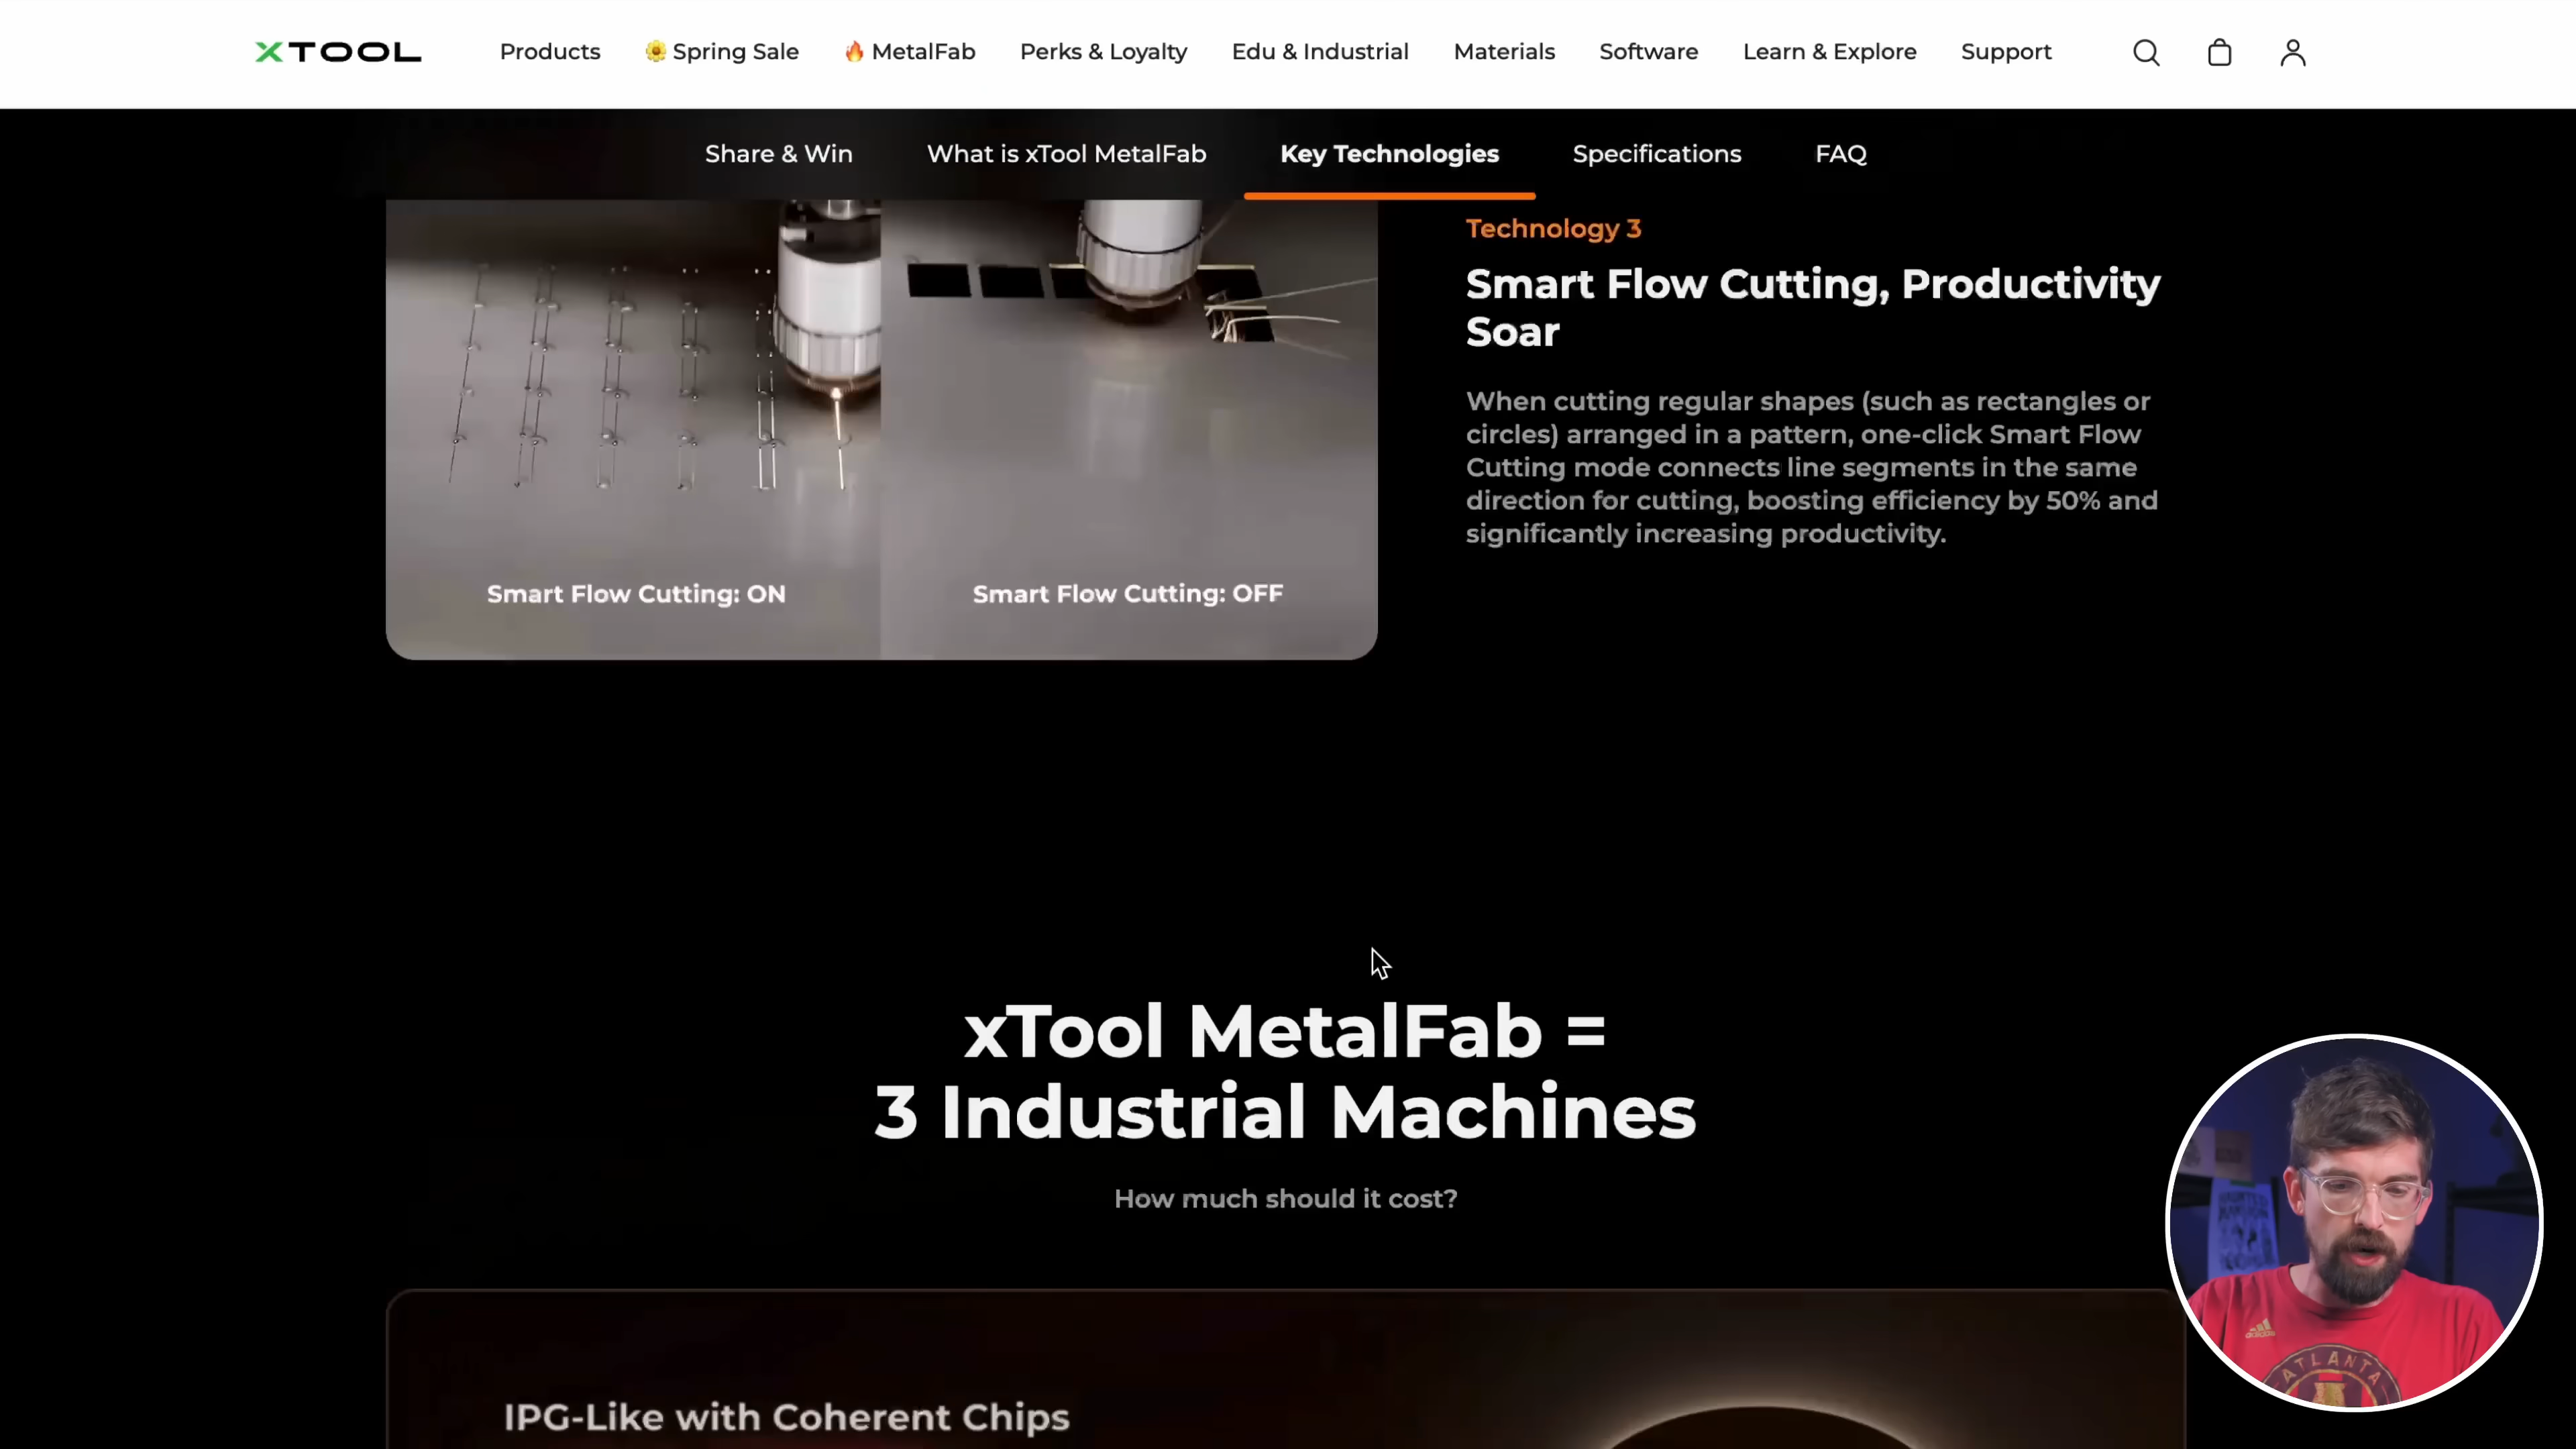 XTOOL
Products
Spring Sale
MetalFab
Perks & Loyalty
Edu & Industrial
Materials
Software
Learn & Explore
Support
Share & Win
What is xTool MetalFab
Key Technologies
Specifications
FAQ
Technology 3
Smart Flow Cutting, Productivity
Soar
When cutting regular shapes (such as rectangles or
circles) arranged in a pattern, one-click Smart Flow
Cutting mode connects line segments in the same
direction for cutting, boosting efficiency by 50% and
significantly increasing productivity.
Smart Flow Cutting: ON
Smart Flow Cutting: OFF
xTool MetalFab =
3 Industrial Machines
How much should it cost?
IPG-Like with Coherent Chips
adidas
ATLANTA